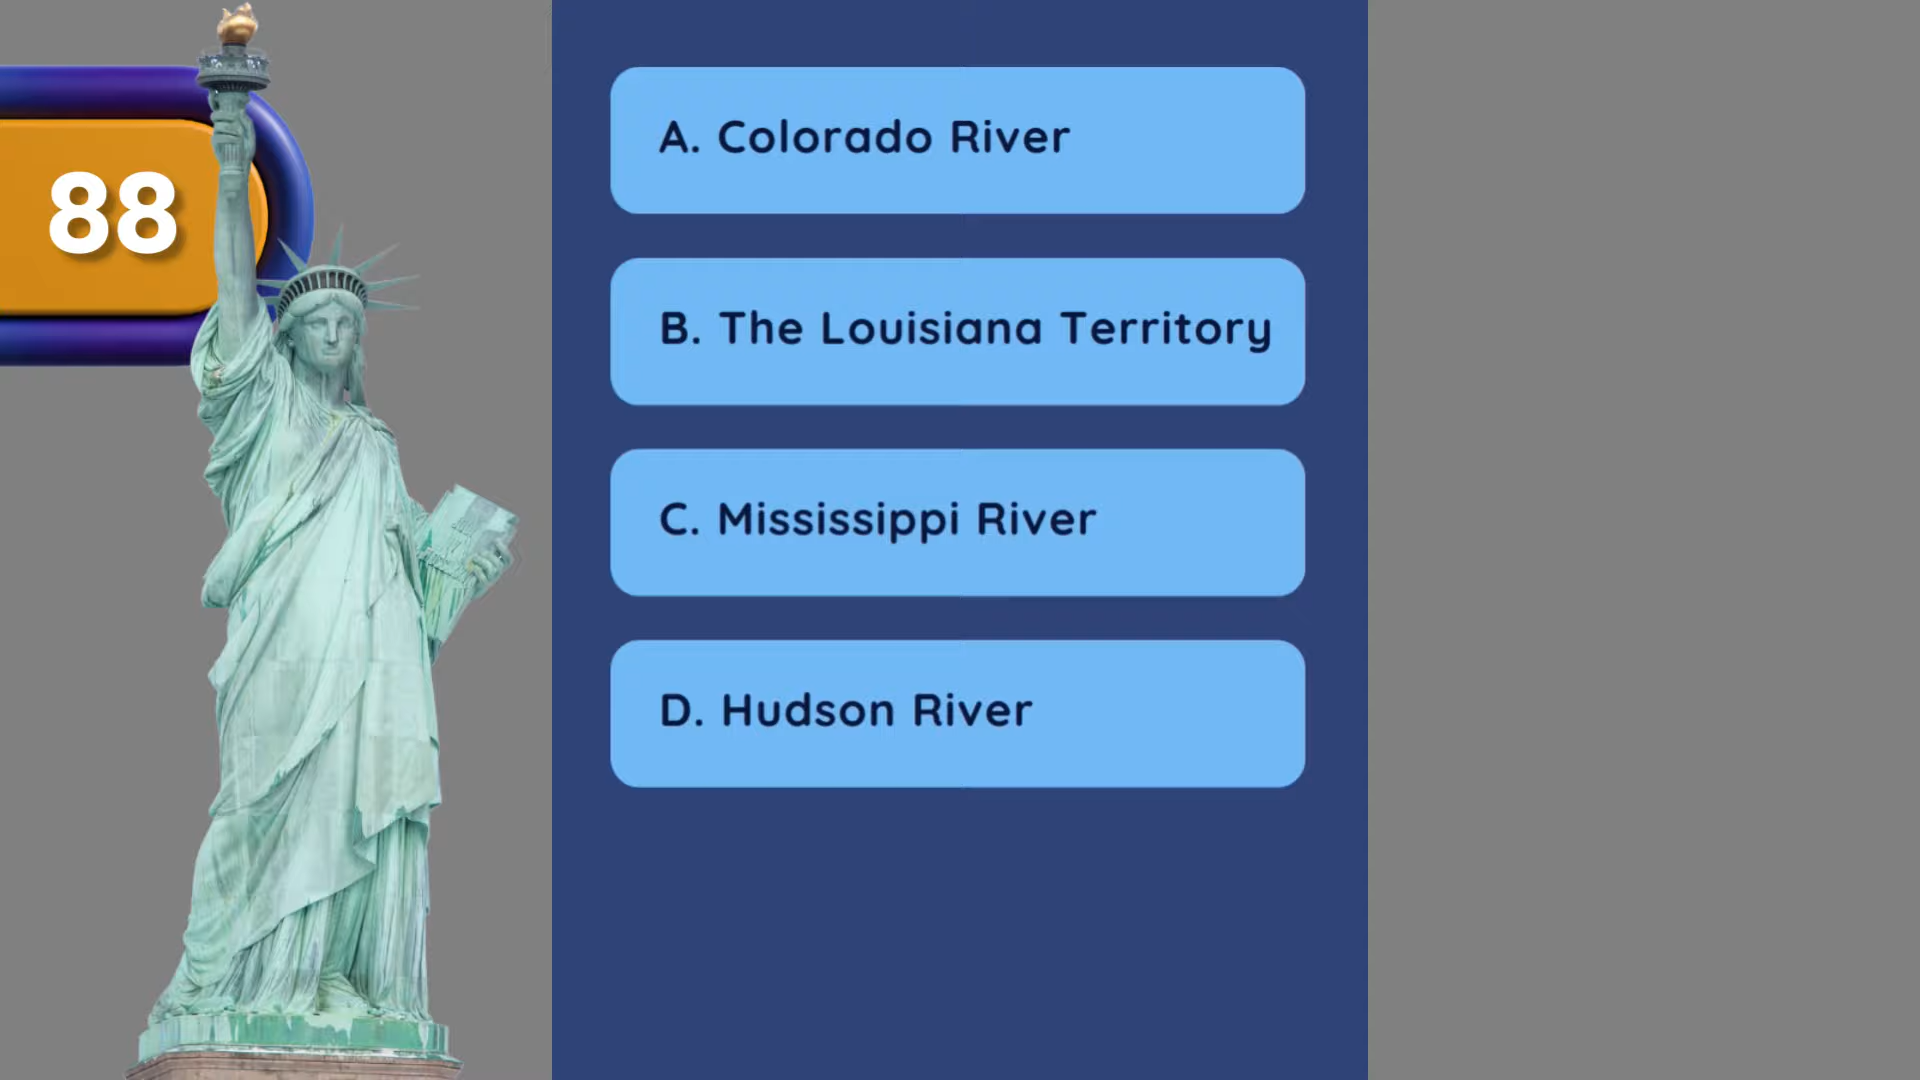 88
A. Colorado River
B. The Louisiana Territory
C. Mississippi River
D. Hudson River